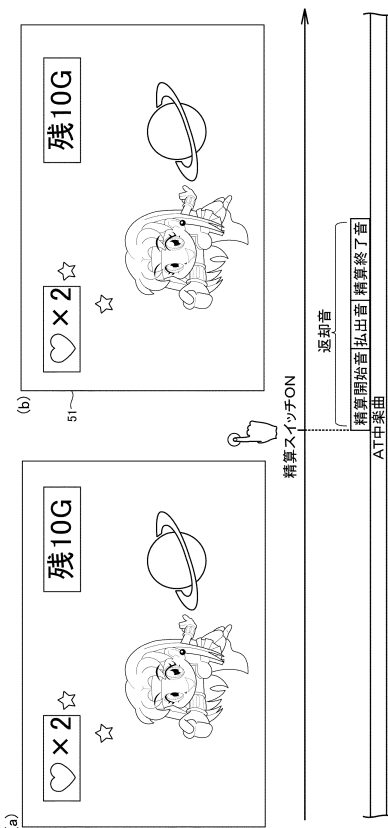 (a)
♡×2
残10G
(b)
♡×2
残10G
51
精算スイッチON
返却音
精算開始音
払出音
精算終了音
AT中楽曲